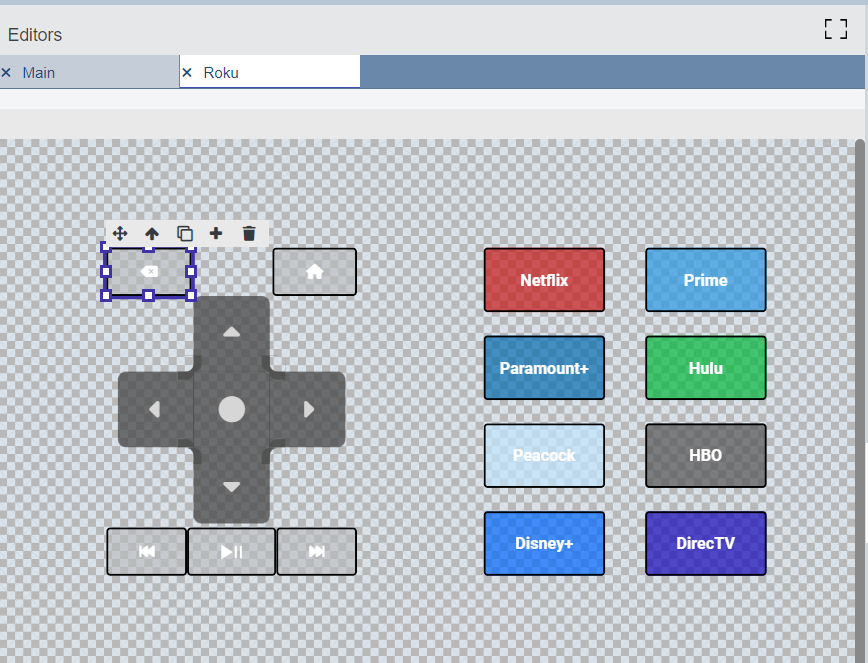 Editors
Main
Roku
Netflix
Prime
Paramount+
Hulu
Peacock
HBO
Disney+
DirecTV